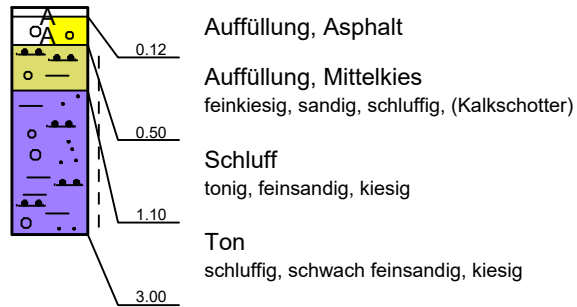 A
A
Auffüllung, Asphalt
0.12
Auffüllung, Mittelkies
feinkiesig, sandig, schluffig, (Kalkschotter)
0.50
Schluff
tonig, feinsandig, kiesig
1.10
Ton
schluffig, schwach feinsandig, kiesig
3.00